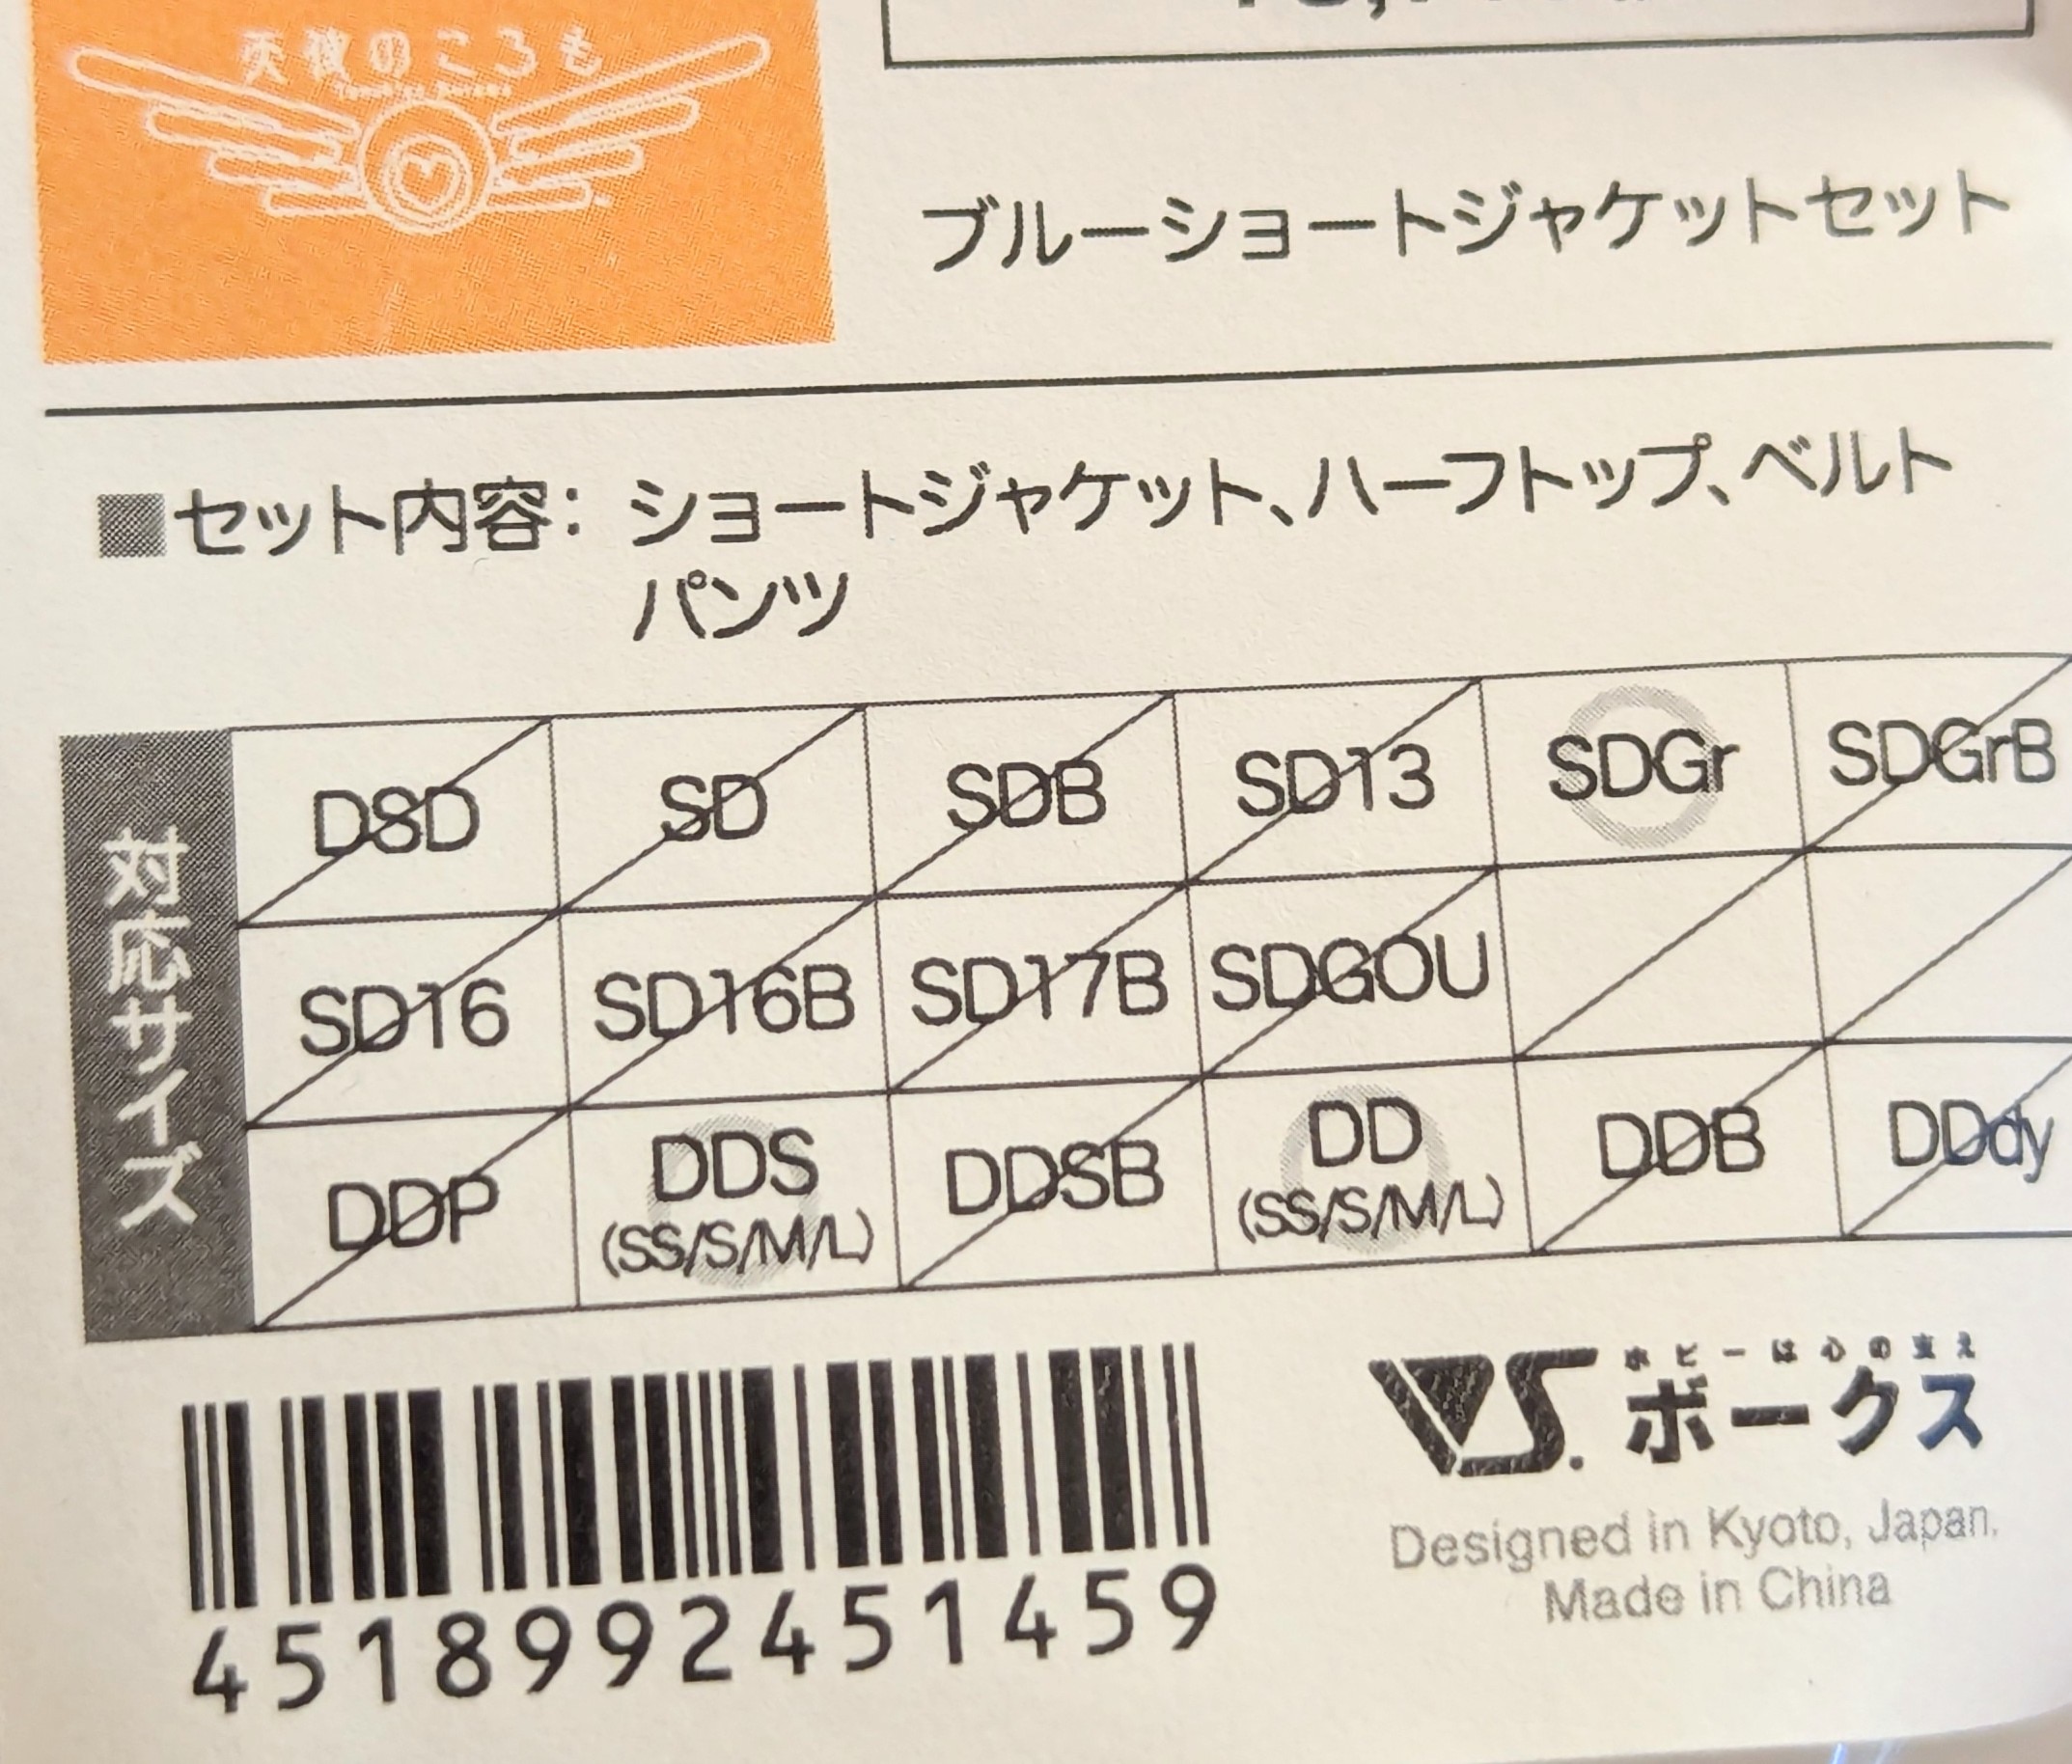 天使のころも
ブルーショートジャケットセット
■セット内容: ショートジャケット、ハーフトップ、ベルト
パンツ
対応サイズ
DSD SD SDB SD13 SDGr SDGrB
SD16 SD16B SD17B SDGOU
DDP DDS DDSB DD DDB DDdy
(SS/S/M/L) (SS/S/M/L)
4518992451459
ホビーは心の支え
VS. ボークス
Designed in Kyoto, Japan.
Made in China